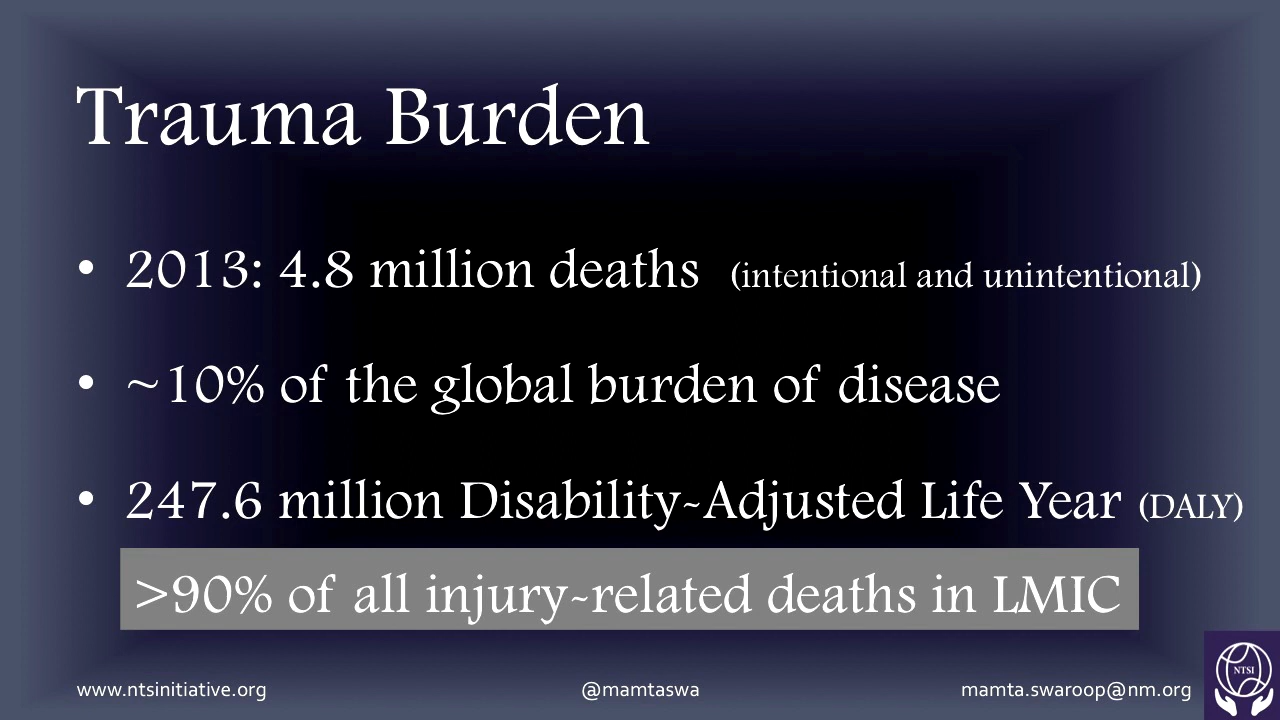 Trauma Burden
• 2013: 4.8 million deaths (intentional and unintentional)
• ~10% of the global burden of disease
• 247.6 million Disability-Adjusted Life Year (DALY)
>90% of all injury-related deaths in LMIC
www.ntsinitiative.org @mamtaswa mamta.swaroop@nm.org
NTSI